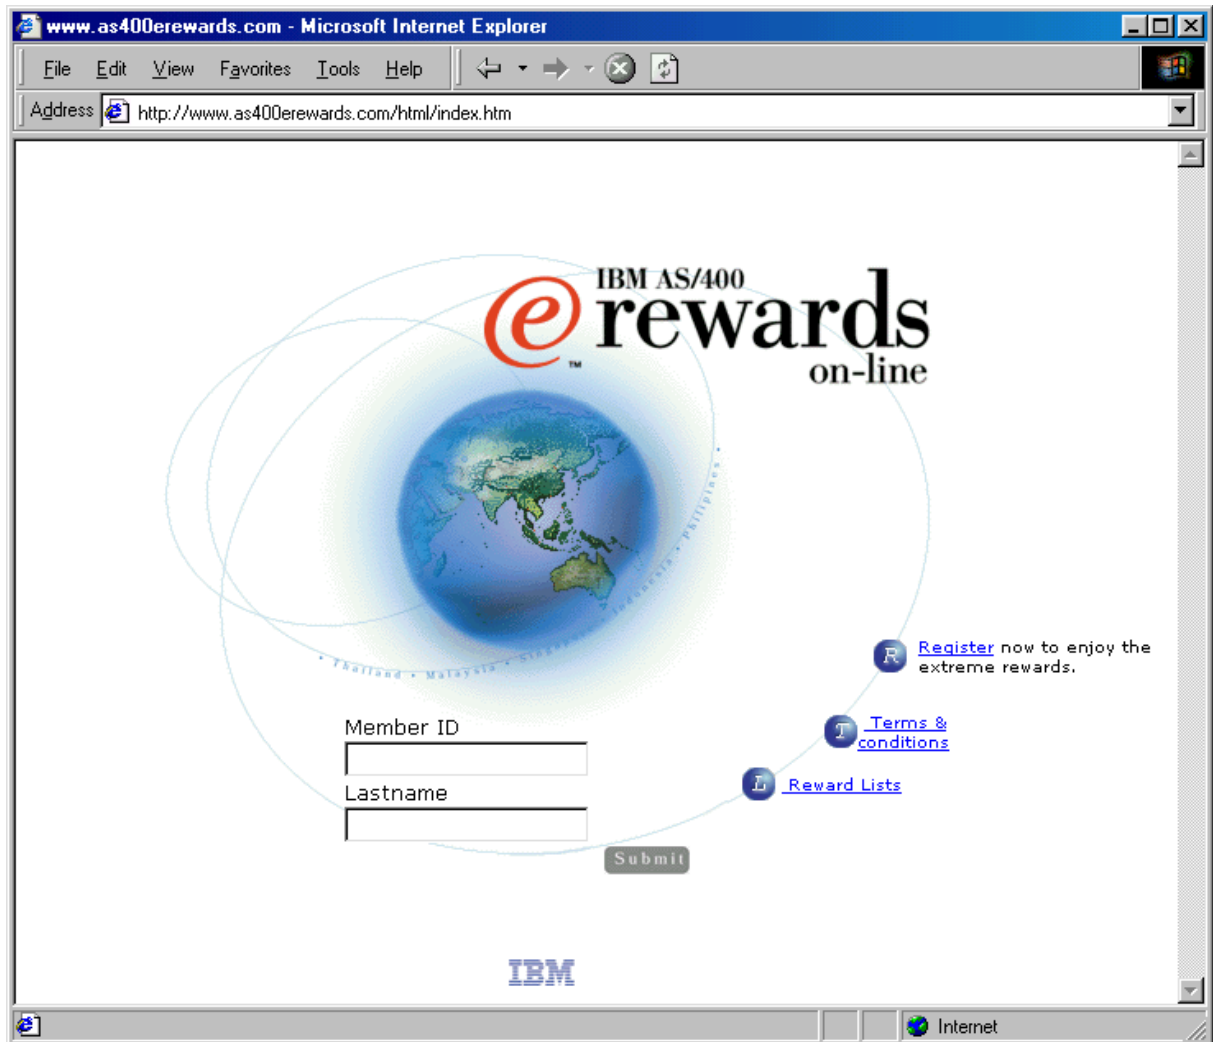 www.as400erewards.com - Microsoft Internet Explorer
File Edit View Favorites Tools Help
Address http://www.as400erewards.com/html/index.htm
IBM AS/400
e rewards
TM
on-line
• Thailand • Malaysia • Singapore • Indonesia • Philipines •
R Register now to enjoy the
extreme rewards.
Member ID
T Terms &
conditions
L Reward Lists
Lastname
Submit
IBM
Internet